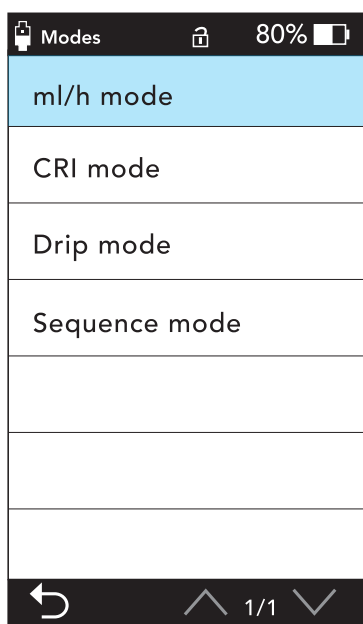 Modes 80%
ml/h mode
CRI mode
Drip mode
Sequence mode
1/1